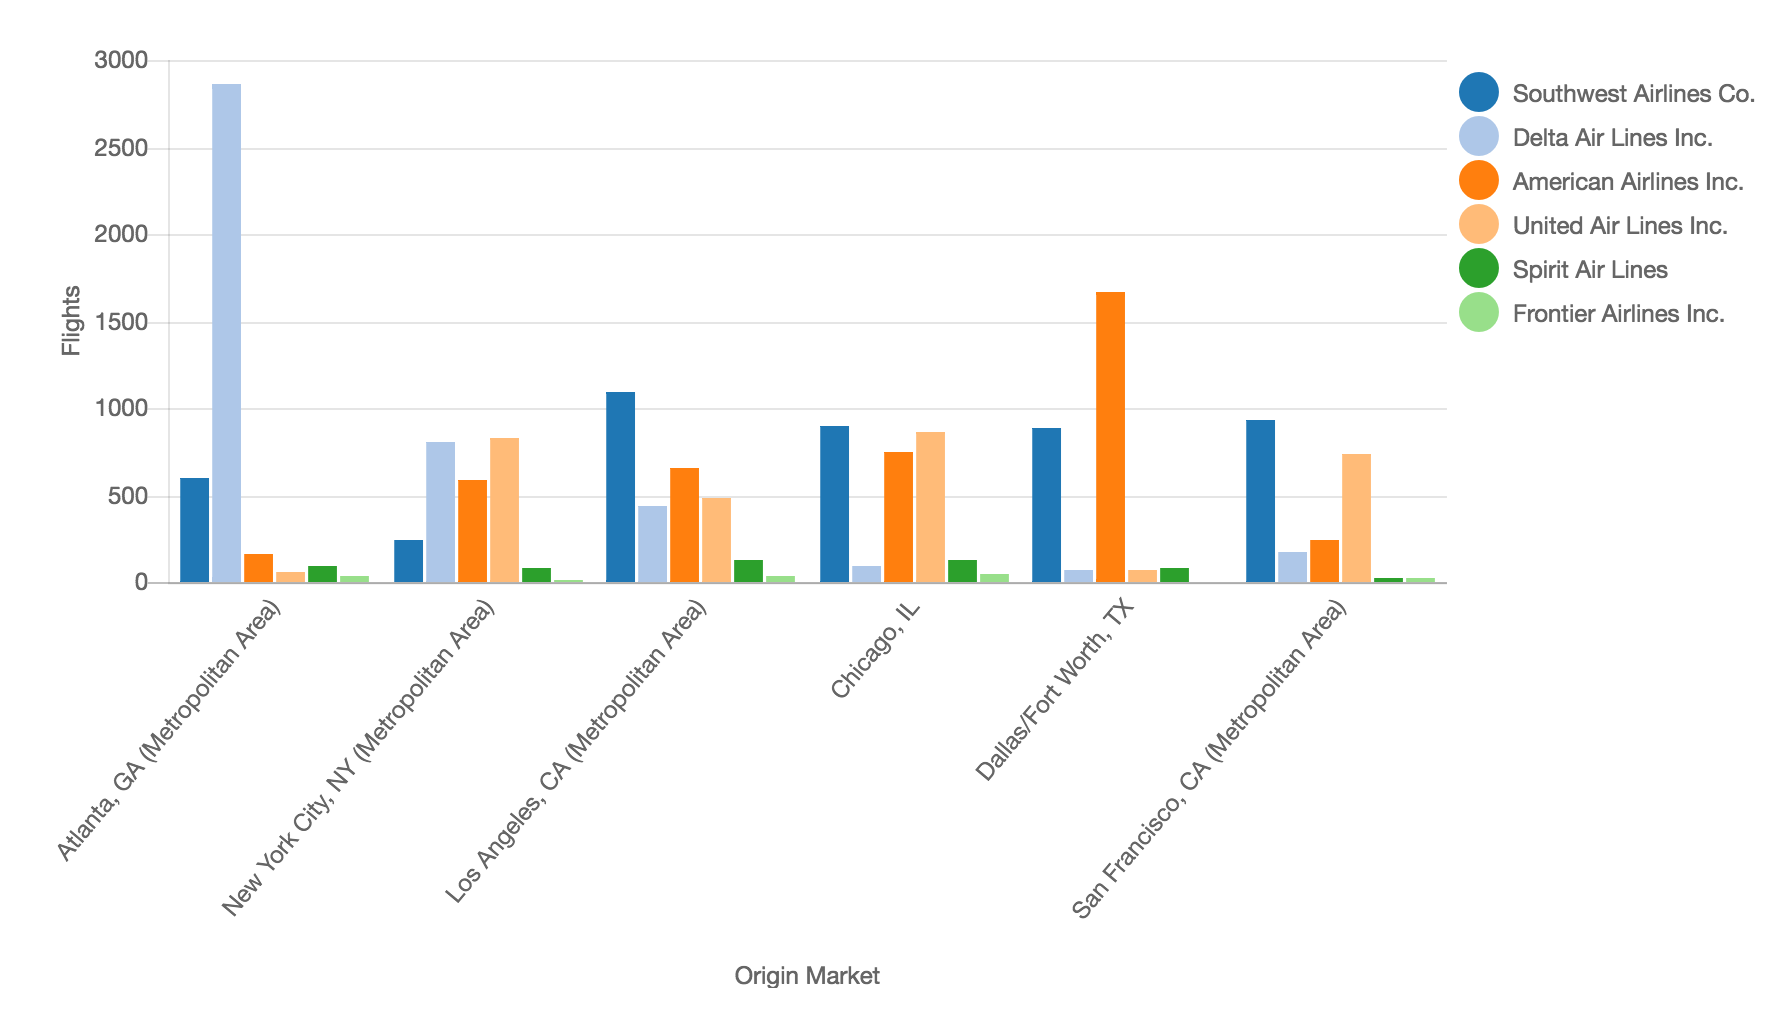 3000
2500
2000
1500
1000
500
0
Flights
Southwest Airlines Co.
Delta Air Lines Inc.
American Airlines Inc.
United Air Lines Inc.
Spirit Air Lines
Frontier Airlines Inc.
Atlanta, GA (Metropolitan Area)
New York City, NY (Metropolitan Area)
Los Angeles, CA (Metropolitan Area)
Chicago, IL
Dallas/Fort Worth, TX
San Francisco, CA (Metropolitan Area)
Origin Market